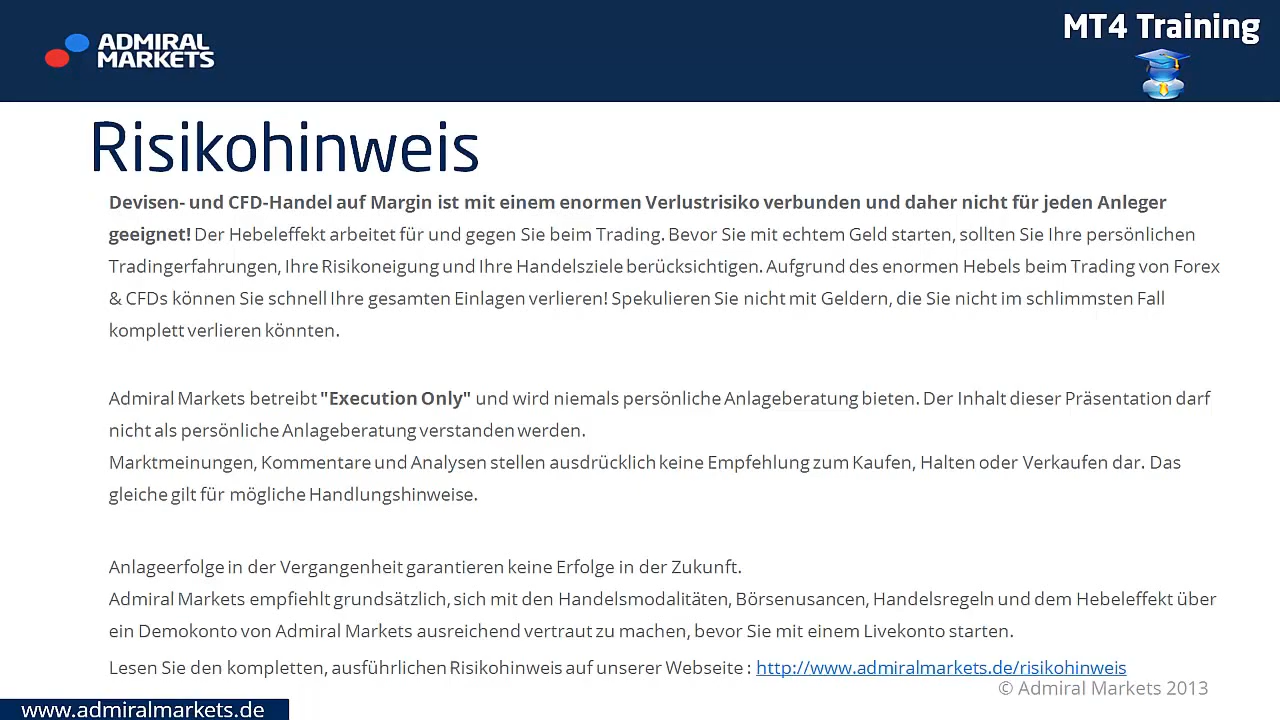 ADMIRAL
MARKETS
MT4 Training
Risikohinweis
Devisen- und CFD-Handel auf Margin ist mit einem enormen Verlustrisiko verbunden und daher nicht für jeden Anleger
geeignet! Der Hebeleffekt arbeitet für und gegen Sie beim Trading. Bevor Sie mit echtem Geld starten, sollten Sie Ihre persönlichen
Tradingerfahrungen, Ihre Risikoneigung und Ihre Handelsziele berücksichtigen. Aufgrund des enormen Hebels beim Trading von Forex
& CFDs können Sie schnell Ihre gesamten Einlagen verlieren! Spekulieren Sie nicht mit Geldern, die Sie nicht im schlimmsten Fall
komplett verlieren könnten.
Admiral Markets betreibt "Execution Only" und wird niemals persönliche Anlageberatung bieten. Der Inhalt dieser Präsentation darf
nicht als persönliche Anlageberatung verstanden werden.
Marktmeinungen, Kommentare und Analysen stellen ausdrücklich keine Empfehlung zum Kaufen, Halten oder Verkaufen dar. Das
gleiche gilt für mögliche Handlungshinweise.
Anlageerfolge in der Vergangenheit garantieren keine Erfolge in der Zukunft.
Admiral Markets empfiehlt grundsätzlich, sich mit den Handelsmodalitäten, Börsenusancen, Handelsregeln und dem Hebeleffekt über
ein Demokonto von Admiral Markets ausreichend vertraut zu machen, bevor Sie mit einem Livekonto starten.
Lesen Sie den kompletten, ausführlichen Risikohinweis auf unserer Webseite : http://www.admiralmarkets.de/risikohinweis
© Admiral Markets 2013
www.admiralmarkets.de